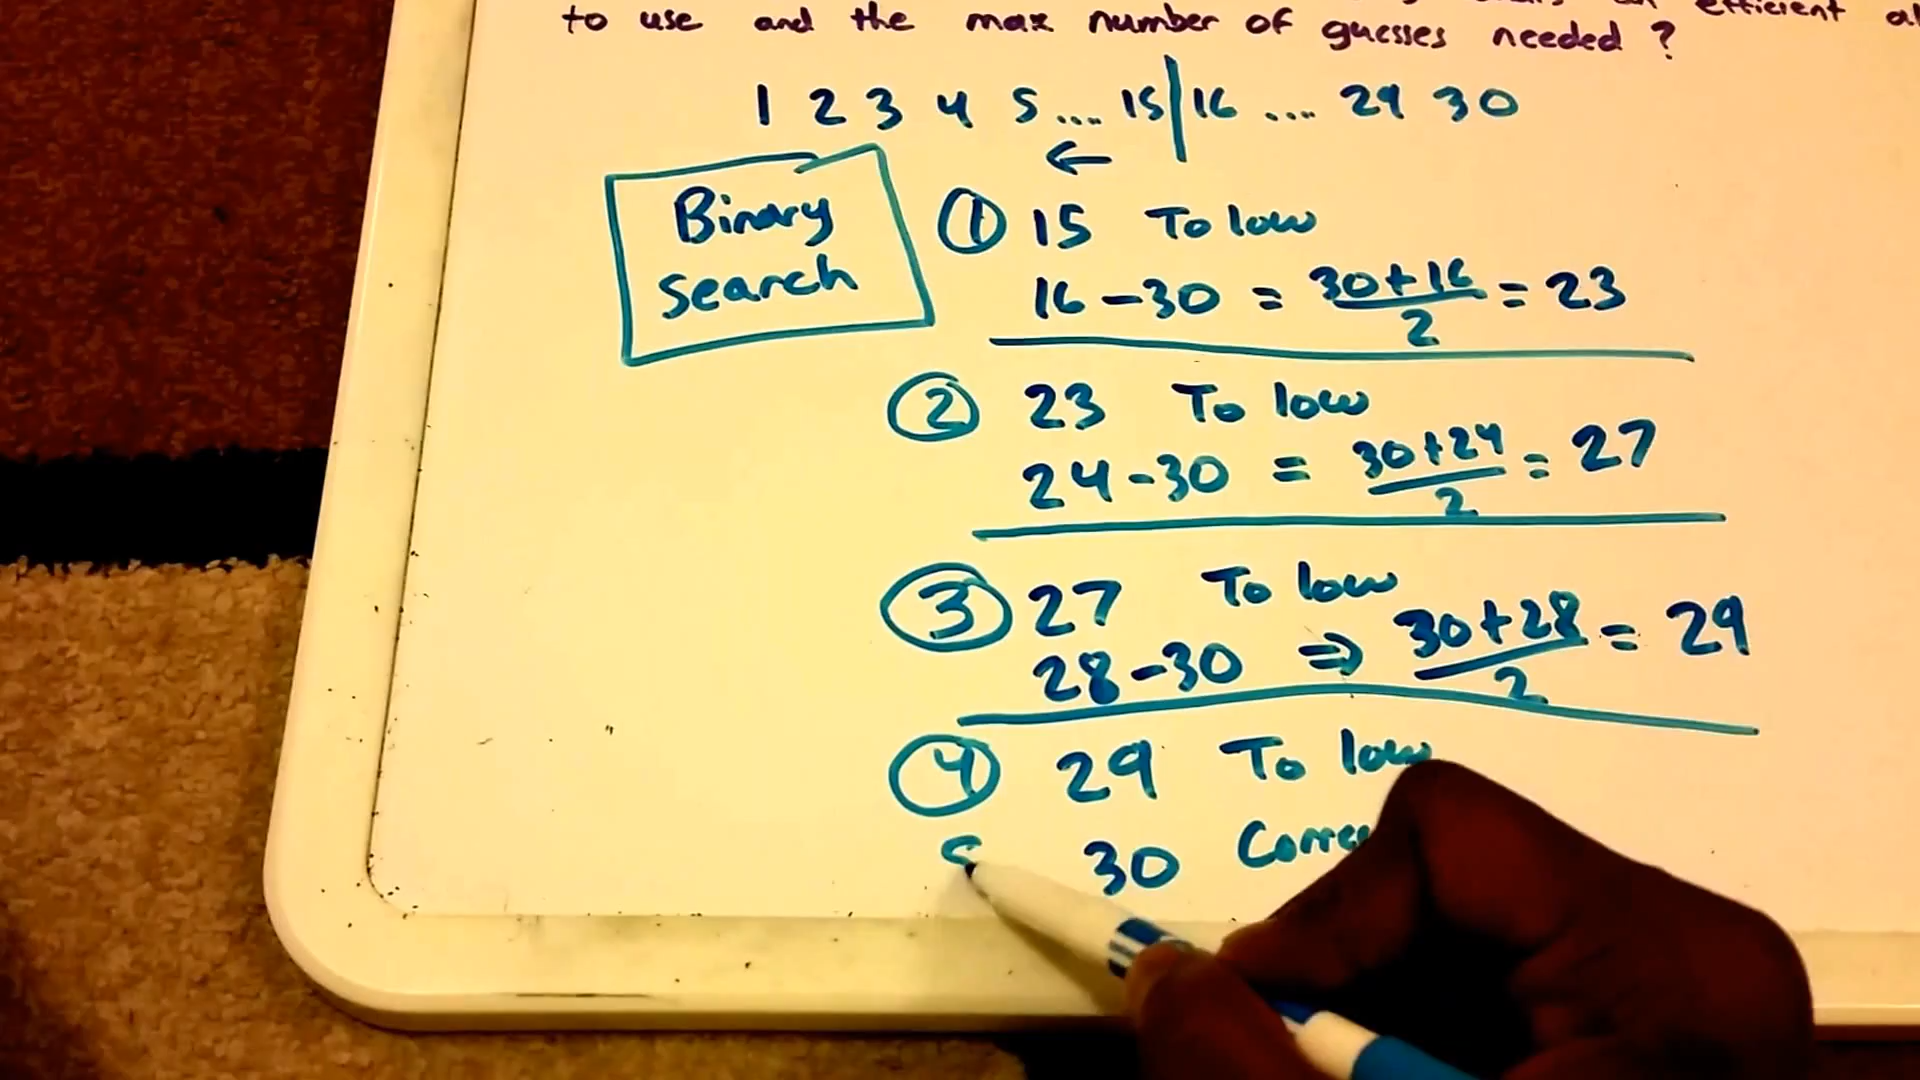 efficient
to use and the max number of guesses needed ?
1 2 3 4 5.... 15|16 .... 29 30
←
Binary
Search
① 15 To low
16 - 30 = 30+16/2 = 23
② 23 To low
24 - 30 = 30+24/2 = 27
③ 27 To low
28 - 30 ⇒ 30+28/2 = 29
④ 29 To low
30